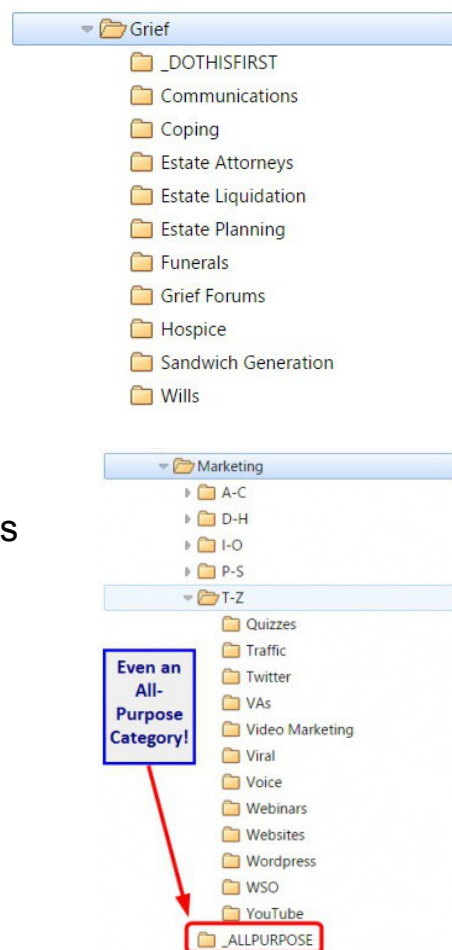 Grief
_DOTHISFIRST
Communications
Coping
Estate Attorneys
Estate Liquidation
Estate Planning
Funerals
Grief Forums
Hospice
Sandwich Generation
Wills
Marketing
A-C
D-H
I-O
P-S
T-Z
Quizzes
Traffic
Twitter
VAs
Video Marketing
Viral
Voice
Webinars
Websites
Wordpress
WSO
YouTube
_ALLPURPOSE
s
Even an
All-
Purpose
Category!